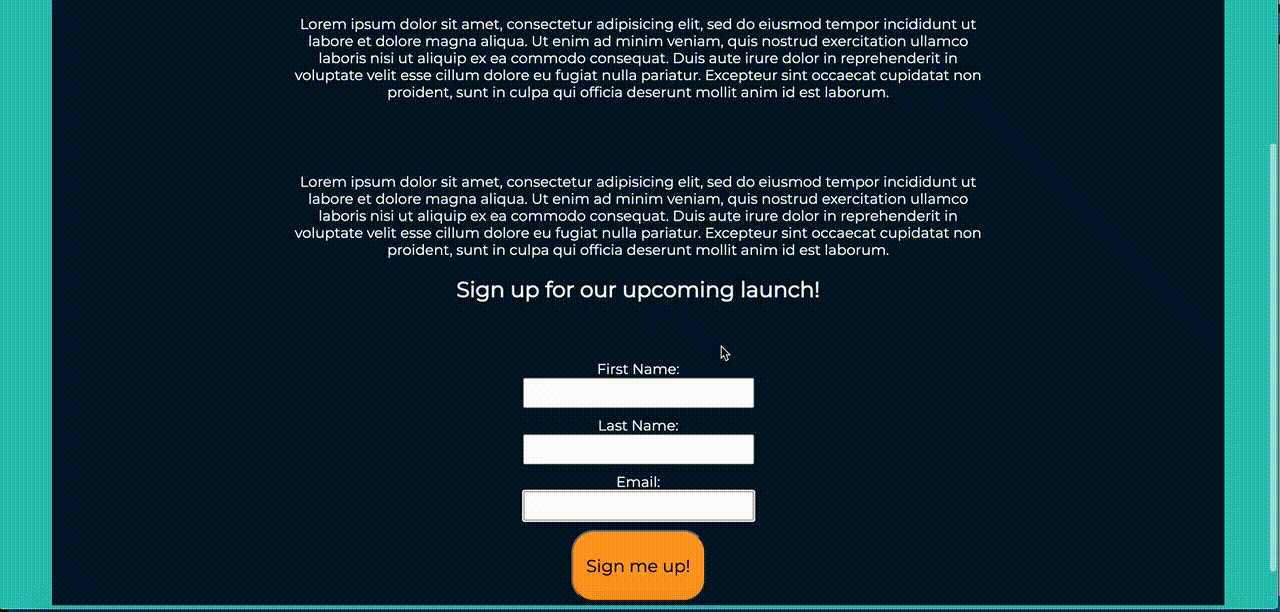 Lorem ipsum dolor sit amet, consectetur adipisicing elit, sed do eiusmod tempor incididunt ut
labore et dolore magna aliqua. Ut enim ad minim veniam, quis nostrud exercitation ullamco
laboris nisi ut aliquip ex ea commodo consequat. Duis aute irure dolor in reprehenderit in
voluptate velit esse cillum dolore eu fugiat nulla pariatur. Excepteur sint occaecat cupidatat non
proident, sunt in culpa qui officia deserunt mollit anim id est laborum.
Lorem ipsum dolor sit amet, consectetur adipisicing elit, sed do eiusmod tempor incididunt ut
labore et dolore magna aliqua. Ut enim ad minim veniam, quis nostrud exercitation ullamco
laboris nisi ut aliquip ex ea commodo consequat. Duis aute irure dolor in reprehenderit in
voluptate velit esse cillum dolore eu fugiat nulla pariatur. Excepteur sint occaecat cupidatat non
proident, sunt in culpa qui officia deserunt mollit anim id est laborum.
Sign up for our upcoming launch!
First Name:
Last Name:
Email:
Sign me up!